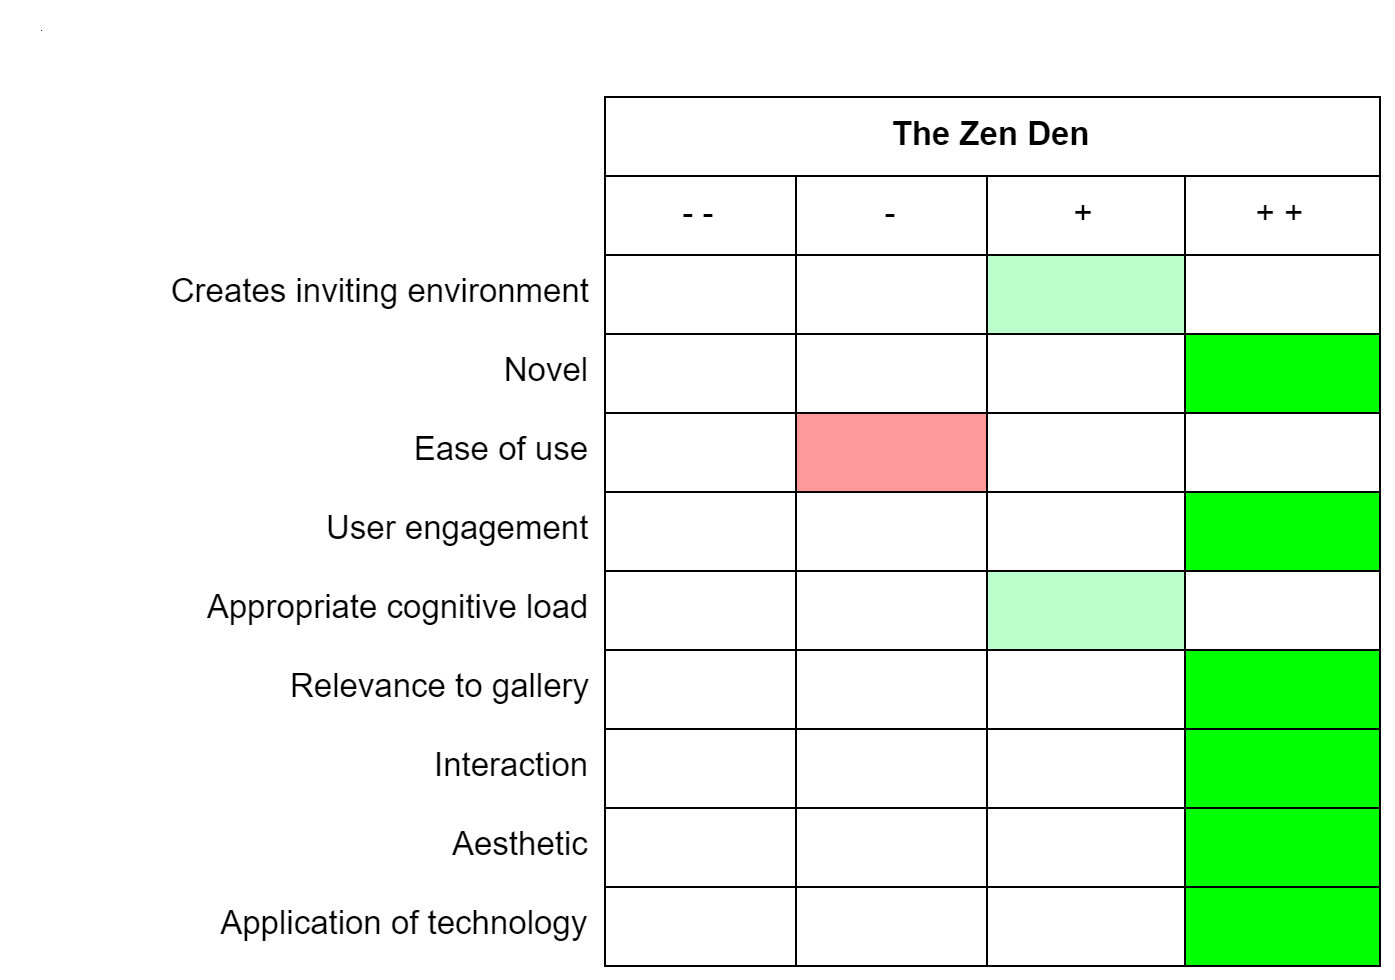 The Zen Den
- - - + + +
Creates inviting environment
Novel
Ease of use
User engagement
Appropriate cognitive load
Relevance to gallery
Interaction
Aesthetic
Application of technology